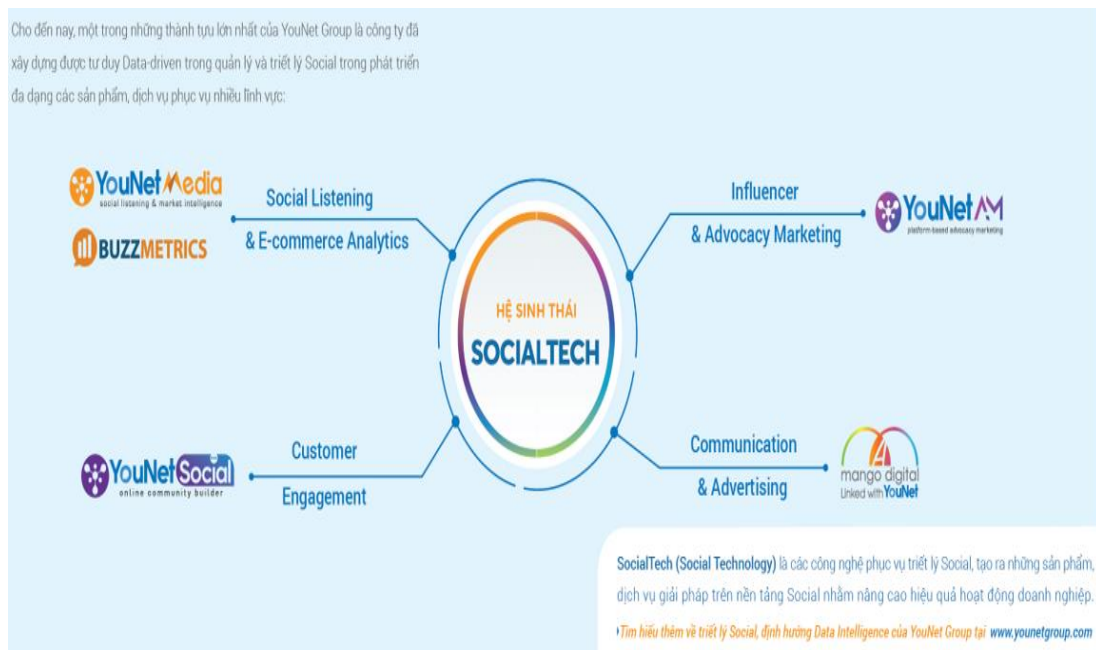 Cho đến nay, một trong những thành tựu lớn nhất của YouNet Group là công ty đã
xây dựng được tư duy Data-driven trong quản lý và triết lý Social trong phát triển
đa dạng các sản phẩm, dịch vụ phục vụ nhiều lĩnh vực:
YouNet Media
social listening & market intelligence
BUZZMETRICS
Social Listening
& E-commerce Analytics
Influencer
& Advocacy Marketing
YouNet AM
platform-based advocacy marketing
HỆ SINH THÁI
SOCIALTECH
YouNet Social
online community builder
Customer
Engagement
Communication
& Advertising
mango digital
Linked with YouNet
SocialTech (Social Technology) là các công nghệ phục vụ triết lý Social, tạo ra những sản phẩm,
dịch vụ giải pháp trên nền tảng Social nhằm nâng cao hiệu quả hoạt động doanh nghiệp.
Tìm hiểu thêm về triết lý Social, định hướng Data Intelligence của YouNet Group tại www.younetgroup.com